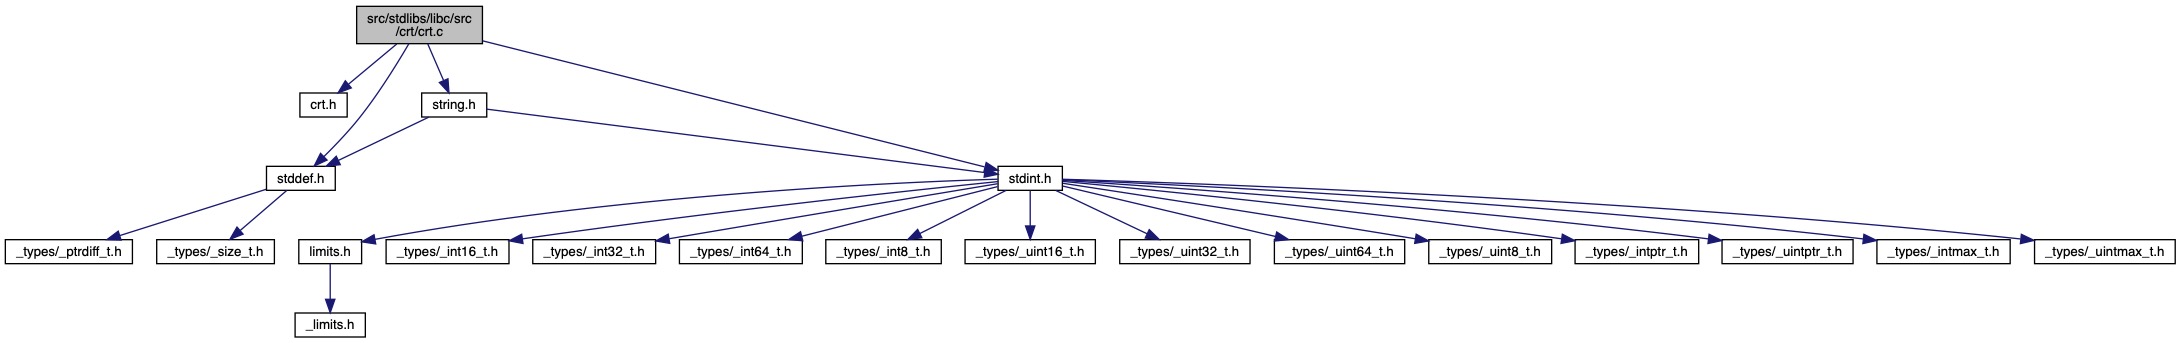 src/stdlibs/libc/src
/crt/crt.c
crt.h
string.h
stddef.h
stdint.h
_types/_ptrdiff_t.h
_types/_size_t.h
limits.h
_types/_int16_t.h
_types/_int32_t.h
_types/_int64_t.h
_types/_int8_t.h
_types/_uint16_t.h
_types/_uint32_t.h
_types/_uint64_t.h
_types/_uint8_t.h
_types/_intptr_t.h
_types/_uintptr_t.h
_types/_intmax_t.h
_types/_uintmax_t.h
_limits.h